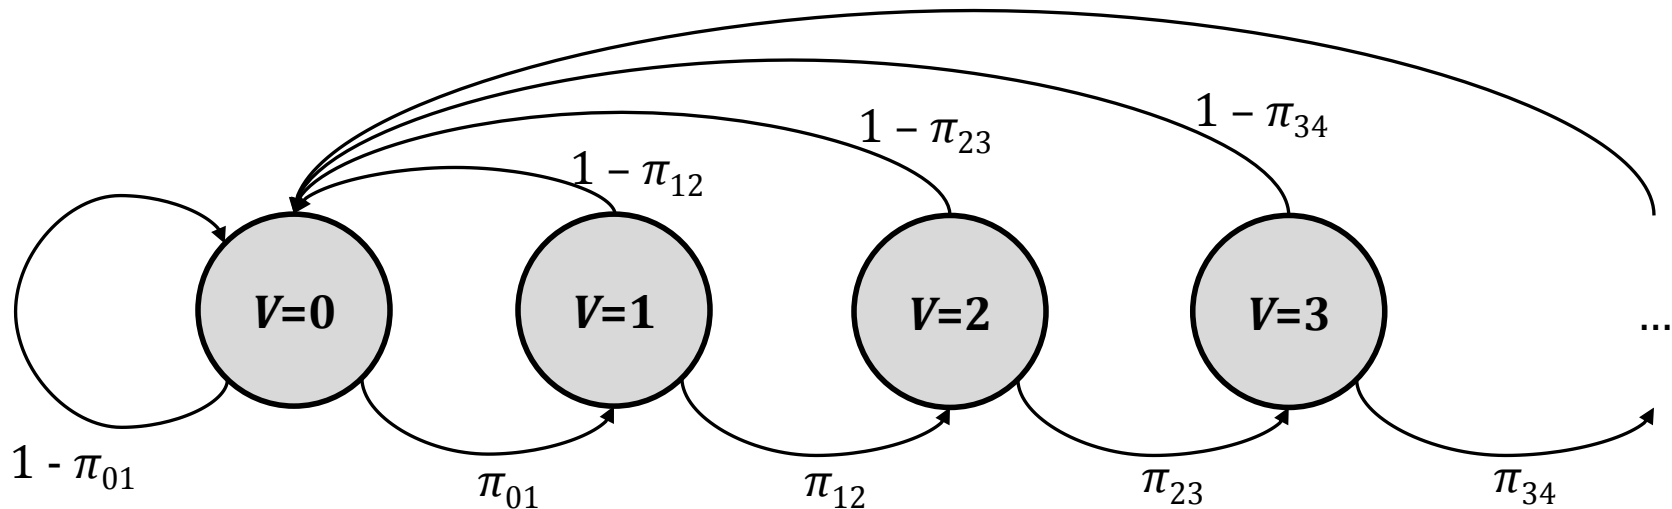 1 − π₃₄
1 − π₂₃
1 − π₁₂
V=0
V=1
V=2
V=3
...
1 - π₀₁
π₀₁
π₁₂
π₂₃
π₃₄